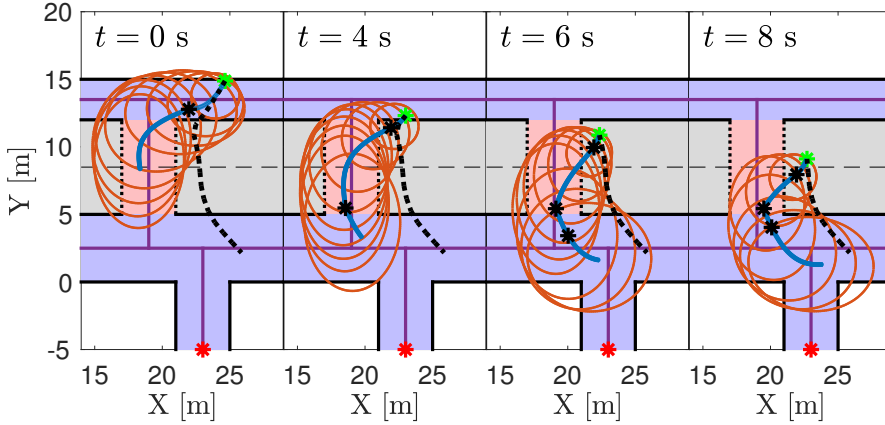 20
t = 0 s
t = 4 s
t = 6 s
t = 8 s
15
10
5
0
-5
Y [m]
15 20 25
15 20 25
15 20 25
15 20 25
X [m]
X [m]
X [m]
X [m]